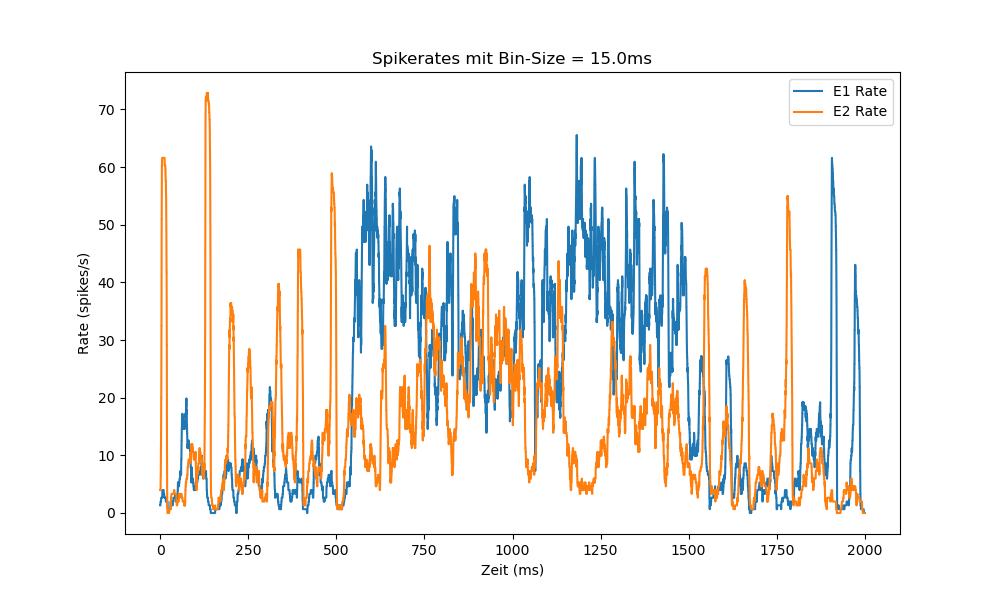 Spikerates mit Bin-Size = 15.0ms
E1 Rate
E2 Rate
Rate (spikes/s)
70
60
50
40
30
20
10
0
0 250 500 750 1000 1250 1500 1750 2000
Zeit (ms)